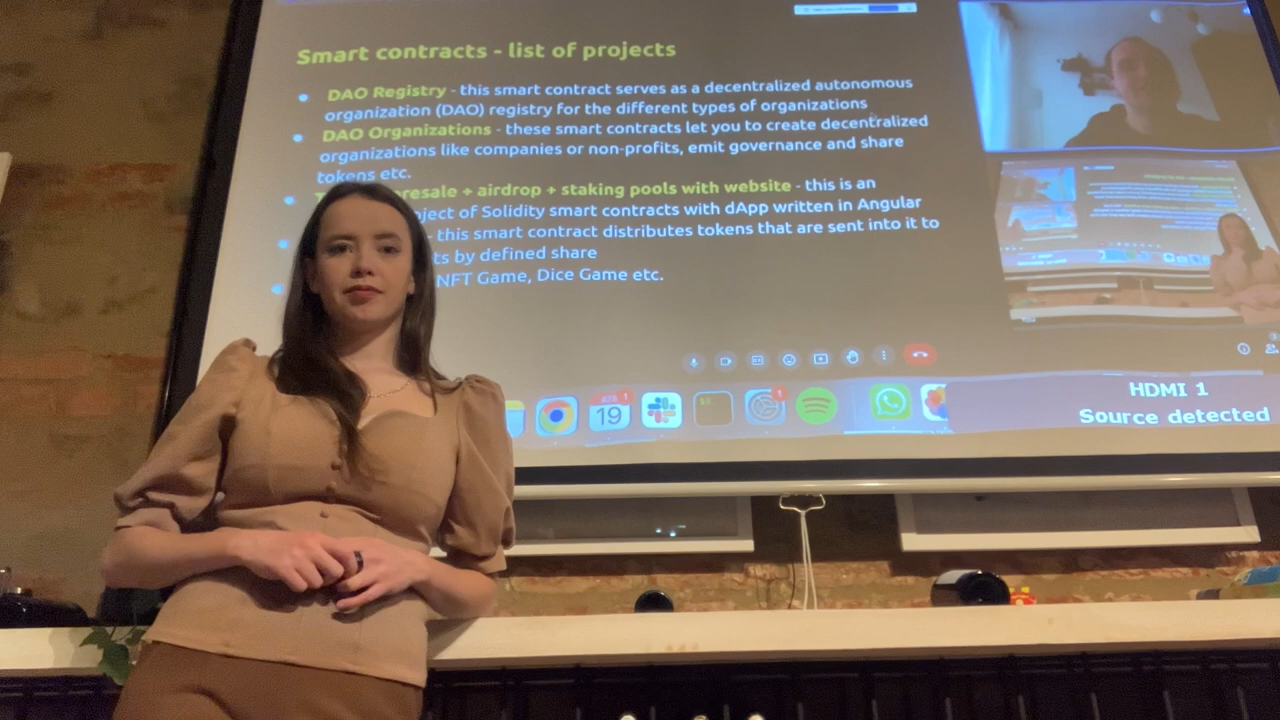 Smart contracts - list of projects
DAO Registry - this smart contract serves as a decentralized autonomous
organization (DAO) registry for the different types of organizations
DAO Organizations - these smart contracts let you to create decentralized
organizations like companies or non-profits, emit governance and share
tokens etc.
+ airdrop + staking pools with website - this is an
of Solidity smart contracts with dApp written in Angular
- this smart contract distributes tokens that are sent into it to
by defined share
NFT Game, Dice Game etc.
19
1
HDMI 1
Source detected